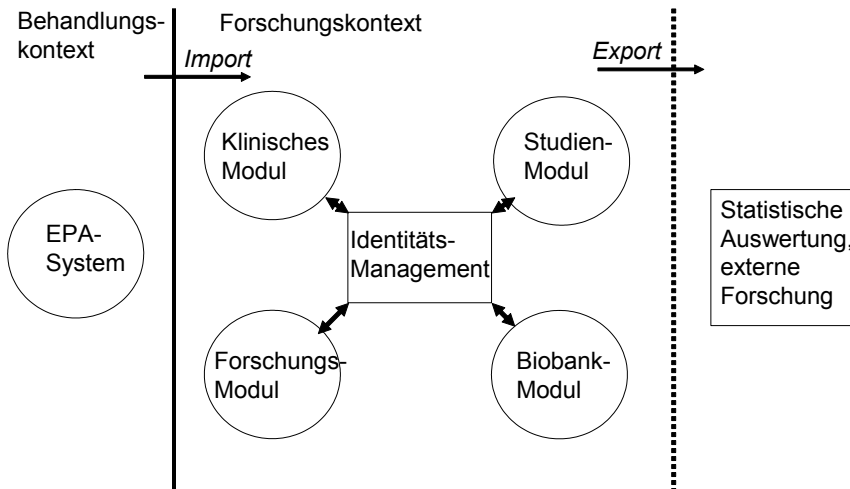 Behandlungs-
kontext
Forschungskontext
Import
Export
Klinisches
Modul
Studien-
Modul
EPA-
System
Identitäts-
Management
Statistische
Auswertung,
externe
Forschung
Forschungs-
Modul
Biobank-
Modul